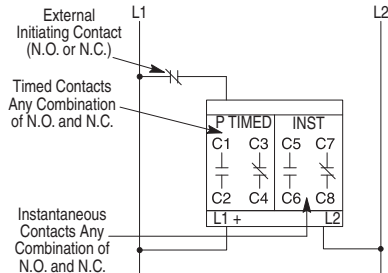 External
Initiating Contact
(N.O. or N.C.)
L1
L2
Timed Contacts
Any Combination
of N.O. and N.C.
P TIMED
INST
C1
C3
C5
C7
C2
C4
C6
C8
L1 +
L2
Instantaneous
Contacts Any
Combination of
N.O. and N.C.